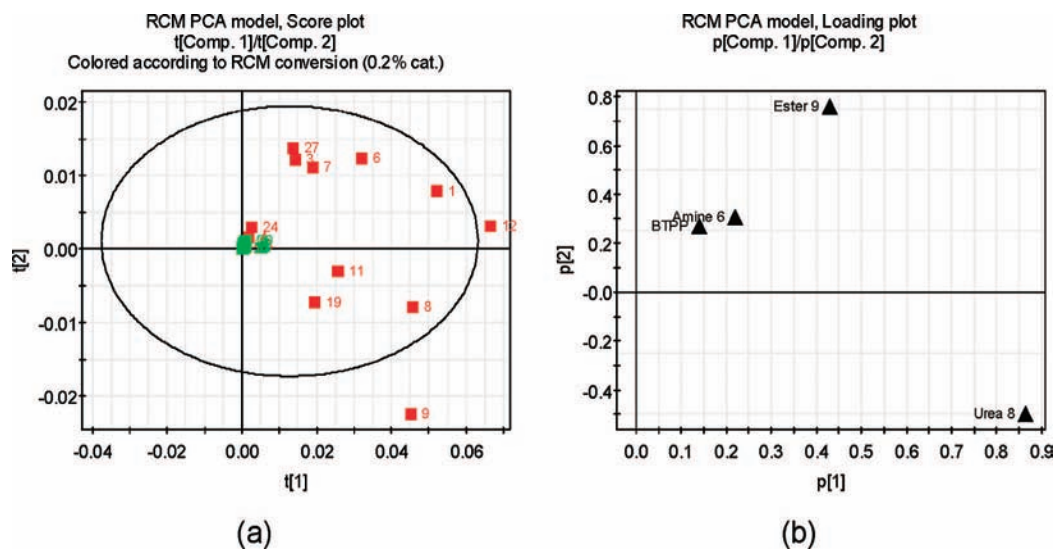 RCM PCA model, Score plot
t[Comp. 1]/t[Comp. 2]
Colored according to RCM conversion (0.2% cat.)
0.02
0.01
0.00
-0.01
-0.02
t[2]
27
3
7
6
1
12
24
11
19
8
9
-0.04
-0.02
0.00
0.02
0.04
0.06
t[1]
(a)
RCM PCA model, Loading plot
p[Comp. 1]/p[Comp. 2]
0.8
0.6
0.4
0.2
-0.0
-0.2
-0.4
p[2]
Ester 9
Amine 6
BTPP
Urea 8
0.0 0.1 0.2 0.3 0.4 0.5 0.6 0.7 0.8 0.9
p[1]
(b)